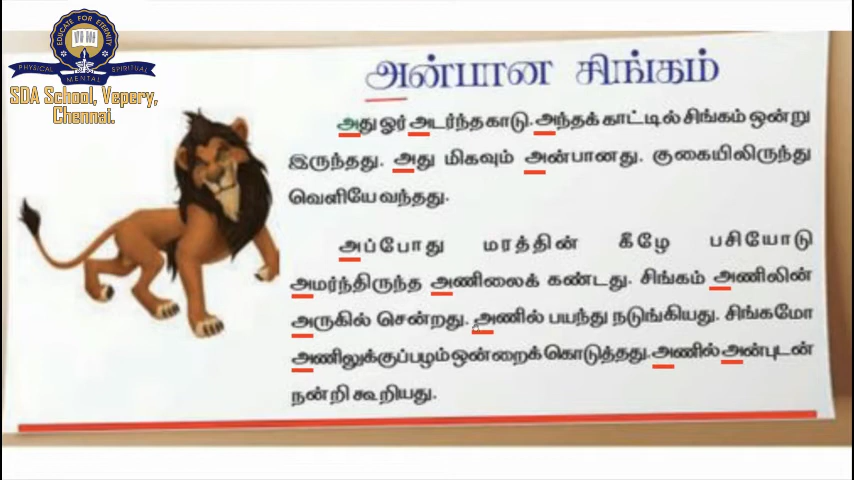 EDUCATE FOR ETERNITY
PHYSICAL MENTAL SPIRITUAL
SDA School, Vepery,
Chennai.
அன்பான சிங்கம்
அது ஓர் அடர்ந்த காடு. அந்தக் காட்டில் சிங்கம் ஒன்று
இருந்தது. அது மிகவும் அன்பானது. குகையிலிருந்து
வெளியே வந்தது.
அப்போது மரத்தின் கீழே பசியோடு
அமர்ந்திருந்த அணிலைக் கண்டது. சிங்கம் அணிலின்
அருகில் சென்றது. அணில் பயந்து நடுங்கியது. சிங்கமோ
அணிலுக்குப் பழம் ஒன்றைக் கொடுத்தது. அணில் அன்புடன்
நன்றி கூறியது.